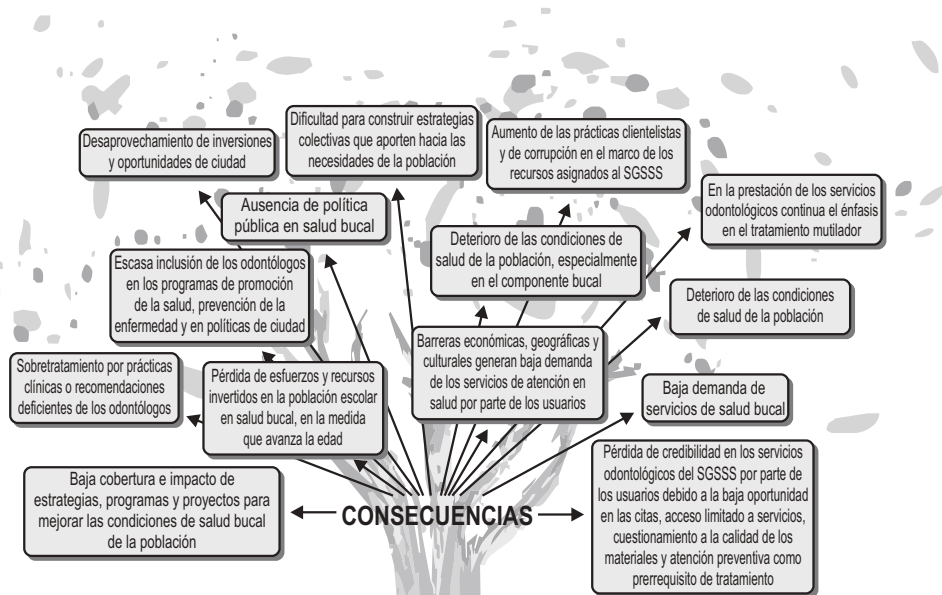 Desaprovechamiento de inversiones
y oportunidades de ciudad
Dificultad para construir estrategias
colectivas que aporten hacia las
necesidades de la población
Aumento de las prácticas clientelistas
y de corrupción en el marco de los
recursos asignados al SGSSS
En la prestación de los servicios
odontológicos continua el énfasis
en el tratamiento mutilador
Ausencia de política
pública en salud bucal
Deterioro de las condiciones de
salud de la población, especialmente
en el componente bucal
Escasa inclusión de los odontólogos
en los programas de promoción
de la salud, prevención de la
enfermedad y en políticas de ciudad
Deterioro de las condiciones
de salud de la población
Barreras económicas, geográficas y
culturales generan baja demanda
de los servicios de atención en
salud por parte de los usuarios
Sobretratamiento por prácticas
clínicas o recomendaciones
deficientes de los odontólogos
Pérdida de esfuerzos y recursos
invertidos en la población escolar
en salud bucal, en la medida
que avanza la edad
Baja demanda de
servicios de salud bucal
Baja cobertura e impacto de
estrategias, programas y proyectos para
mejorar las condiciones de salud bucal
de la población
CONSECUENCIAS
Pérdida de credibilidad en los servicios
odontológicos del SGSSS por parte de
los usuarios debido a la baja oportunidad
en las citas, acceso limitado a servicios,
cuestionamiento a la calidad de los
materiales y atención preventiva como
prerrequisito de tratamiento